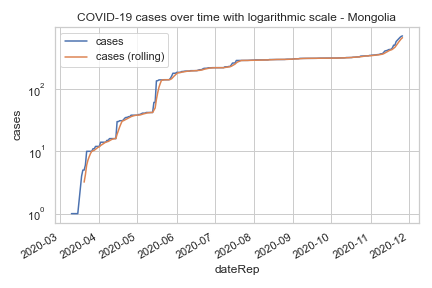 COVID-19 cases over time with logarithmic scale - Mongolia
cases
cases (rolling)
10²
10¹
10⁰
cases
2020-03
2020-04
2020-05
2020-06
2020-07
2020-08
2020-09
2020-10
2020-11
2020-12
dateRep